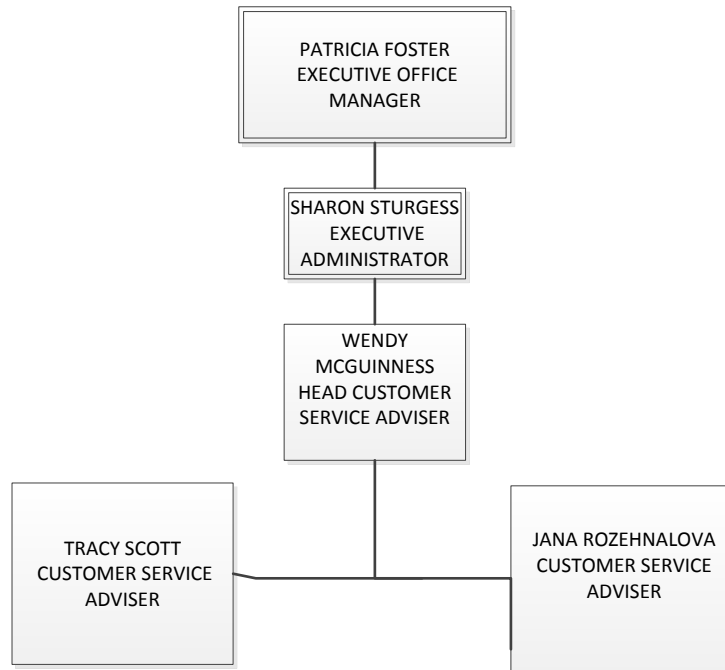 PATRICIA FOSTER
EXECUTIVE OFFICE
MANAGER
SHARON STURGESS
EXECUTIVE
ADMINISTRATOR
WENDY
MCGUINNESS
HEAD CUSTOMER
SERVICE ADVISER
TRACY SCOTT
CUSTOMER SERVICE
ADVISER
JANA ROZEHNALOVA
CUSTOMER SERVICE
ADVISER